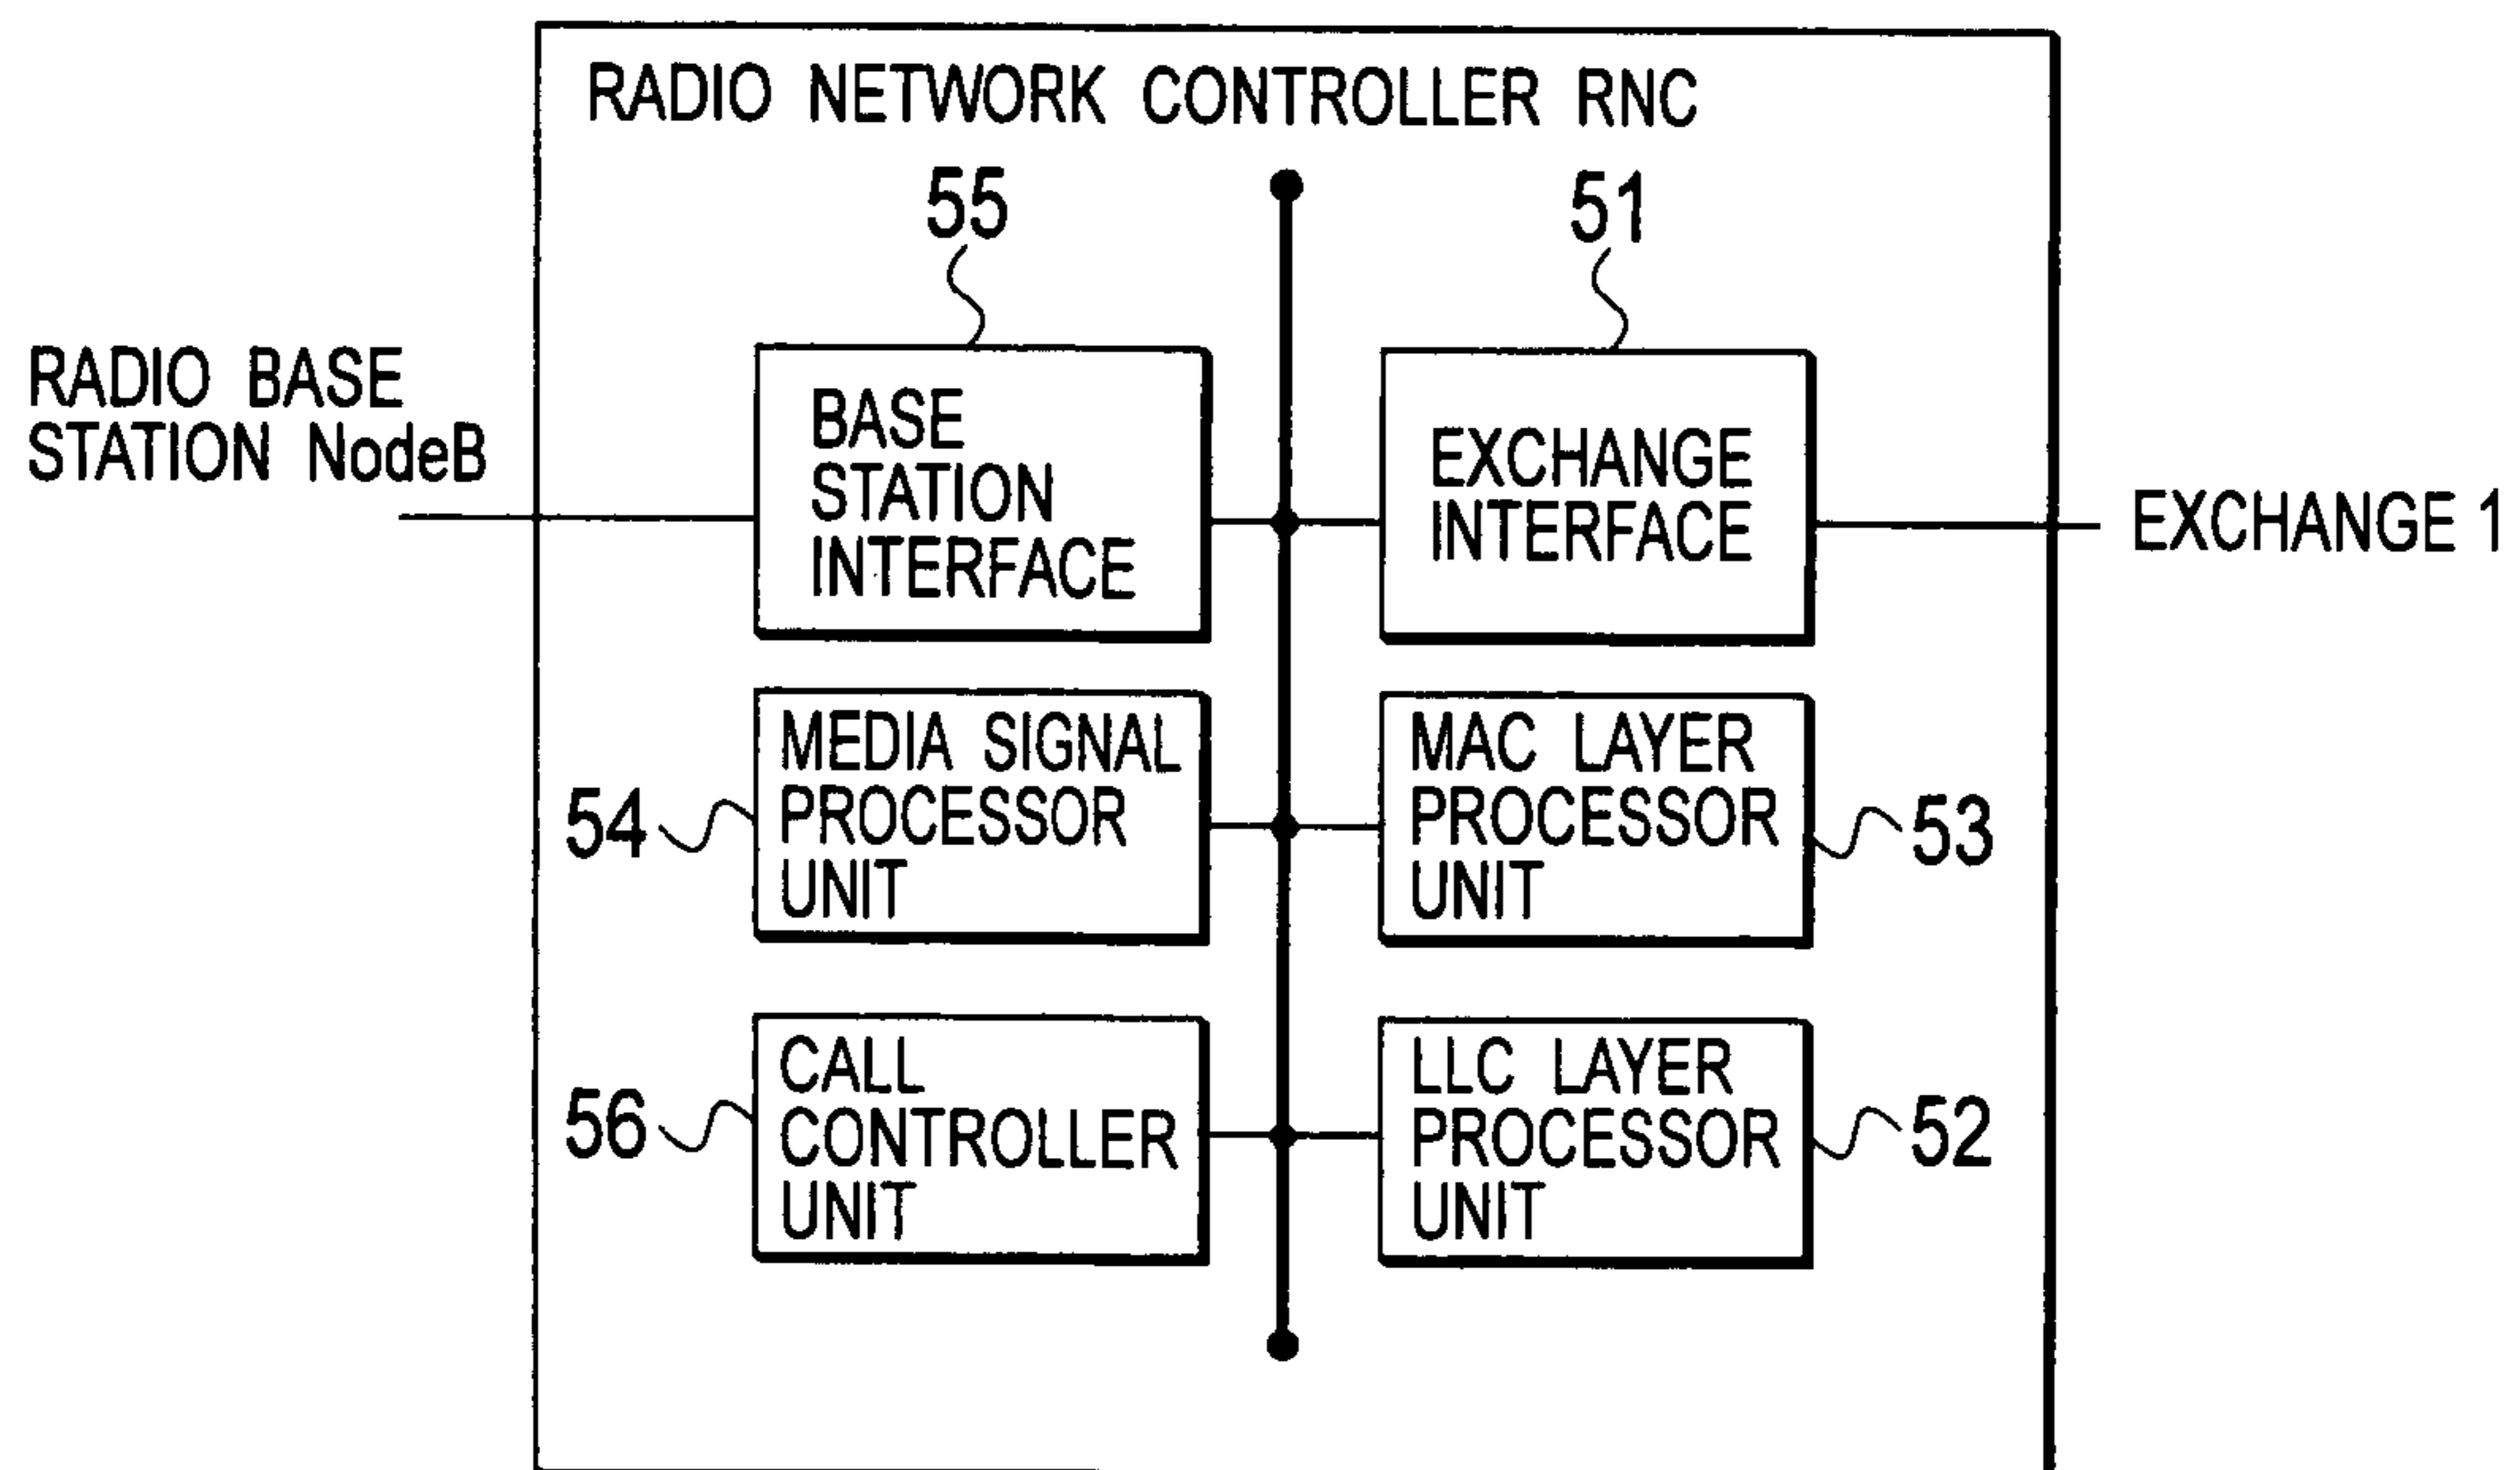 RADIO NETWORK CONTROLLER RNC
55
51
RADIO BASE
STATION NodeB
BASE
STATION
INTERFACE
EXCHANGE
INTERFACE
EXCHANGE 1
MEDIA SIGNAL
PROCESSOR
UNIT
54
MAC LAYER
PROCESSOR
UNIT
53
CALL
CONTROLLER
UNIT
56
LLC LAYER
PROCESSOR
UNIT
52